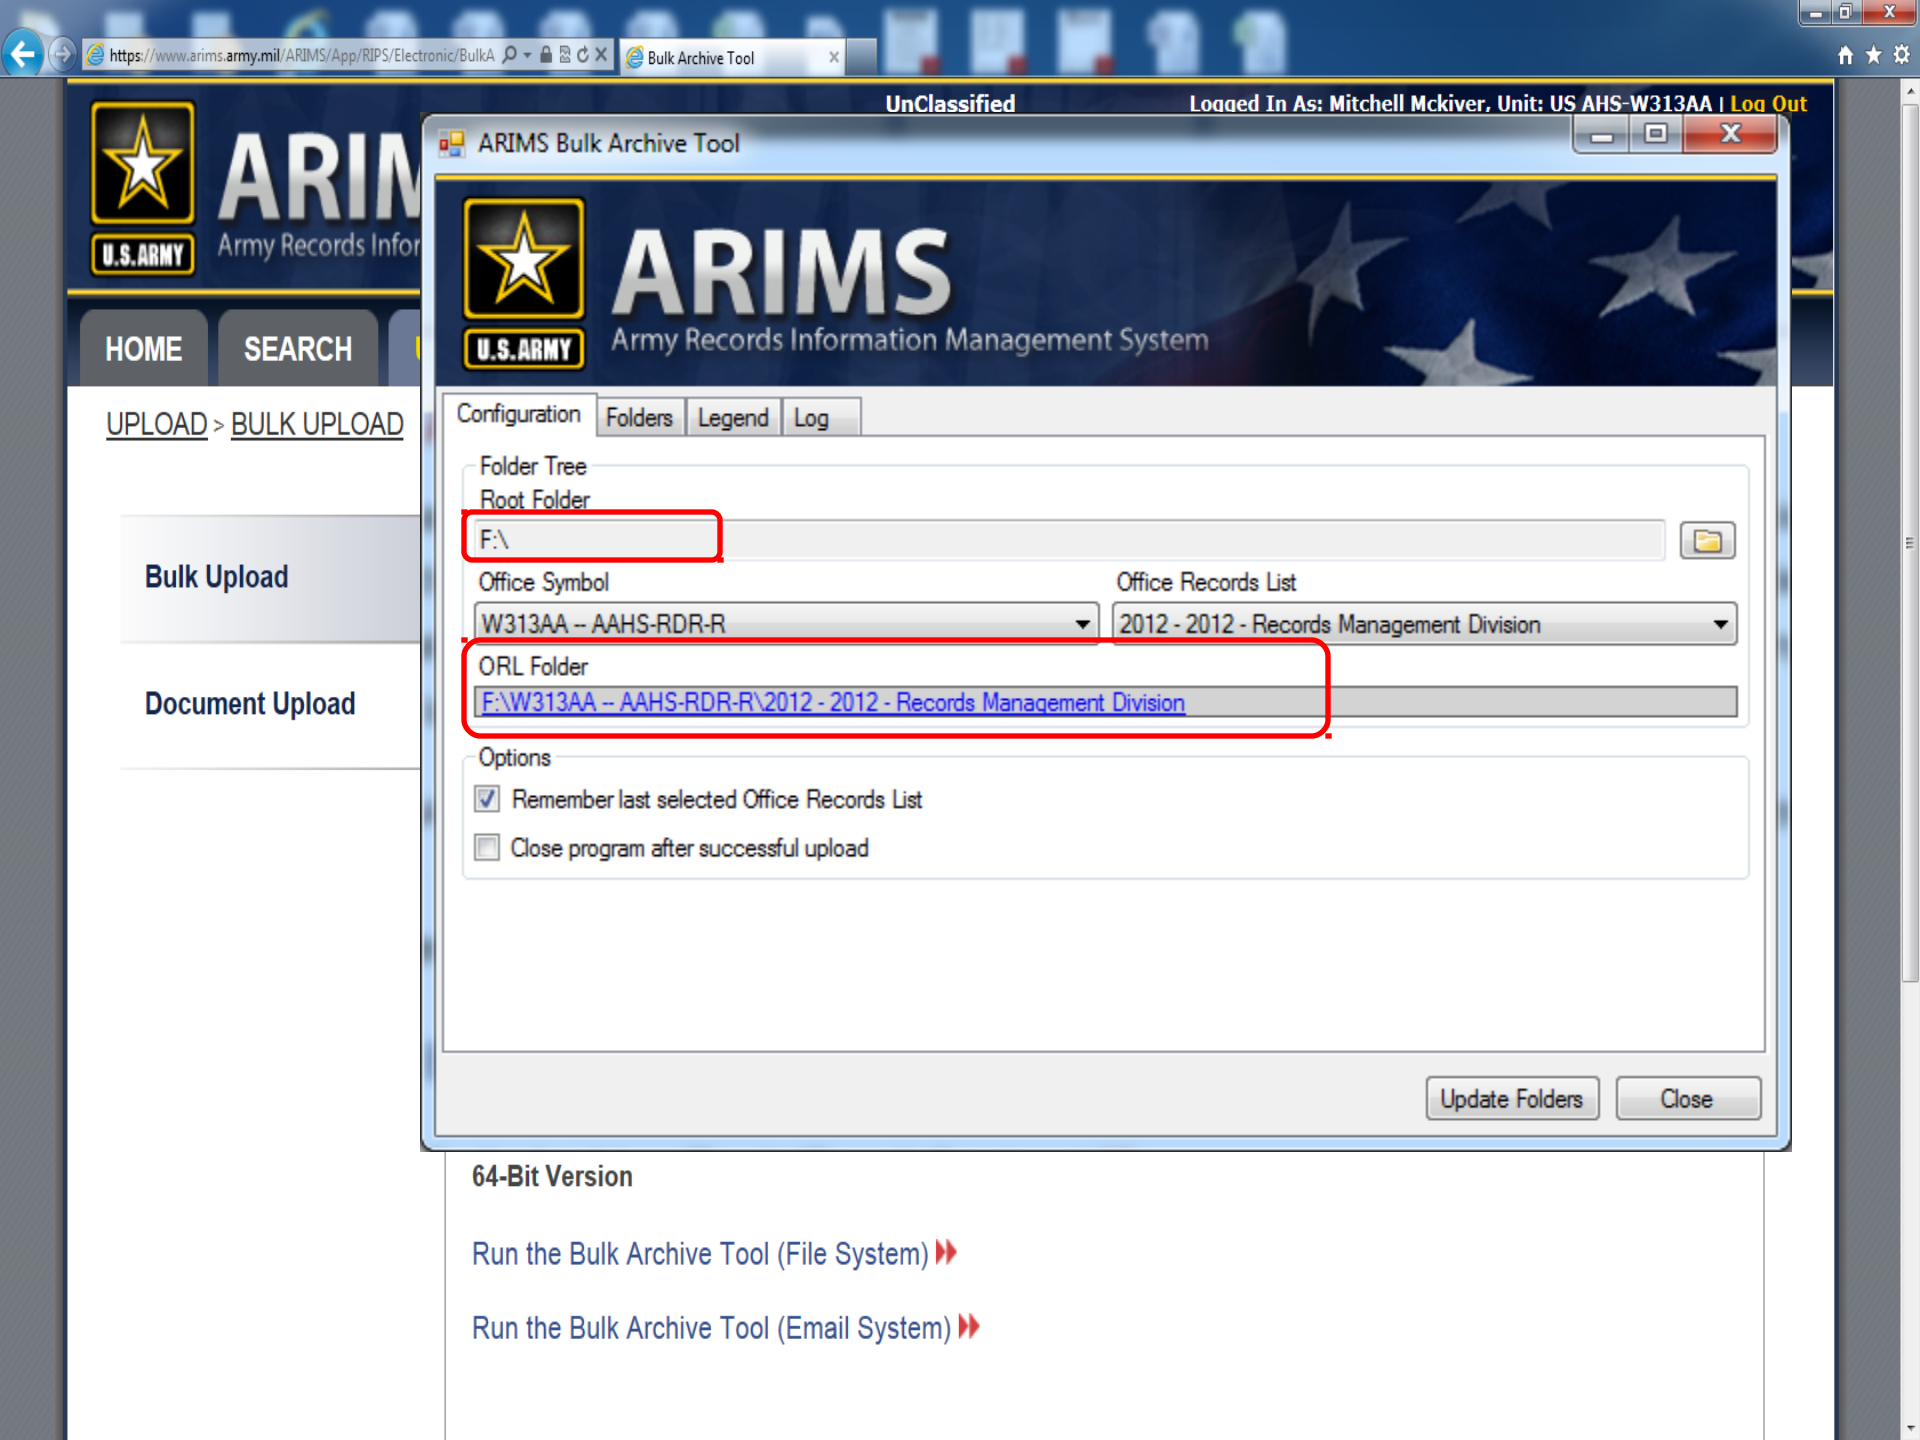 https://www.arims.army.mil/ARIMS/App/RIPS/Electronic/BulkA
Bulk Archive Tool
UnClassified
Logged In As: Mitchell Mckiver, Unit: US AHS-W313AA | Log Out
U.S.ARMY
ARIM
Army Records Infor
HOME
SEARCH
UPLOAD > BULK UPLOAD
Bulk Upload
Document Upload
ARIMS Bulk Archive Tool
U.S.ARMY
ARIMS
Army Records Information Management System
Configuration
Folders
Legend
Log
Folder Tree
Root Folder
F:\
Office Symbol
Office Records List
W313AA -- AAHS-RDR-R
2012 - 2012 - Records Management Division
ORL Folder
F:\W313AA -- AAHS-RDR-R\2012 - 2012 - Records Management Division
Options
Remember last selected Office Records List
Close program after successful upload
Update Folders
Close
64-Bit Version
Run the Bulk Archive Tool (File System)
Run the Bulk Archive Tool (Email System)